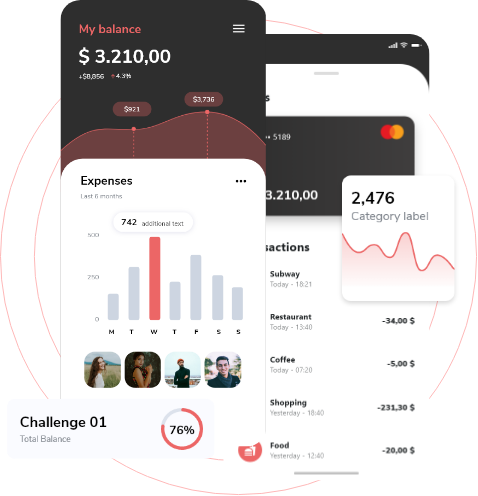 My balance
$ 3.210,00
+$8,856 4.3%
$3,736
$921
Expenses
Last 6 months
742 additional text
500
250
0
M T W T F S S
Challenge 01
Total Balance
76%
s
5189
3.210,00
2,476
Category label
sactions
Subway
Today - 18:21
Restaurant
Today - 13:40
-34,00 $
Coffee
Today - 07:20
-5,00 $
Shopping
Yesterday - 18:40
-231,30 $
Food
Yesterday - 12:40
-20,00 $